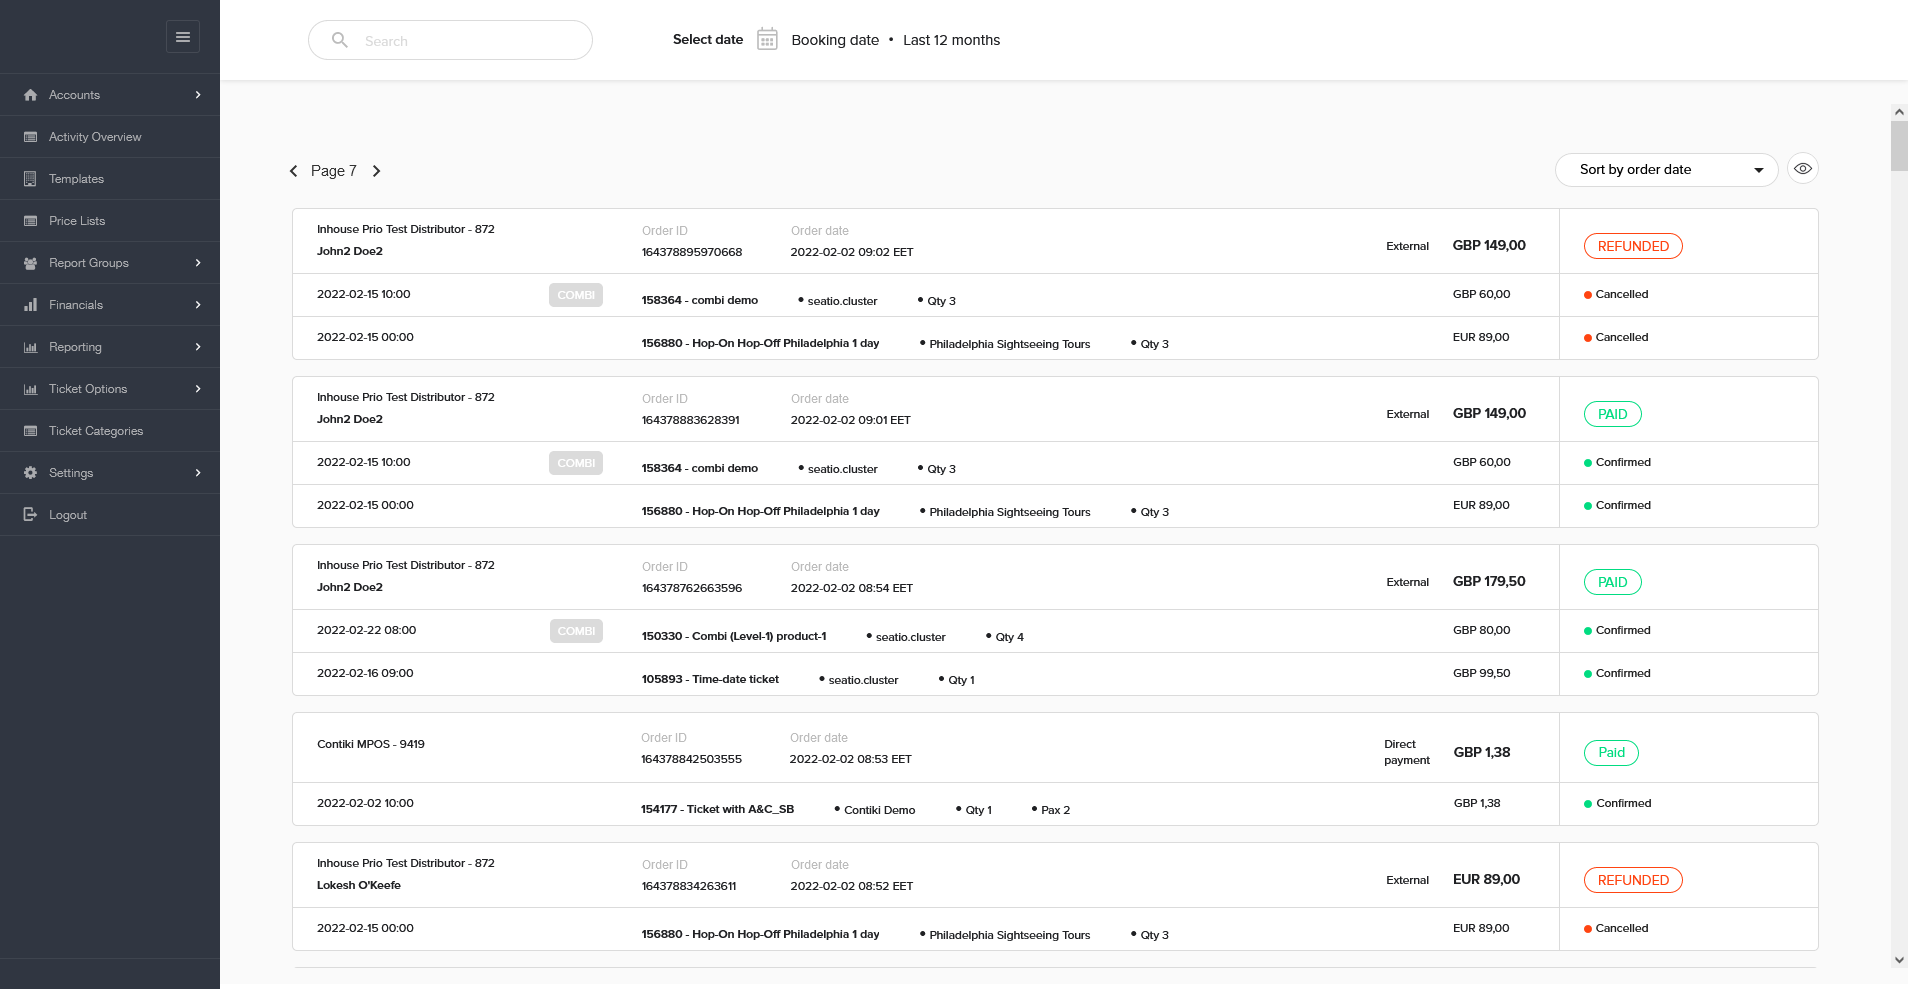 Search
Select date Booking date • Last 12 months
Accounts
Activity Overview
Templates
Price Lists
Report Groups
Financials
Reporting
Ticket Options
Ticket Categories
Settings
Logout
Page 7
Sort by order date
Inhouse Prio Test Distributor - 872 Order ID Order date
John2 Doe2 164378895970668 2022-02-02 09:02 EET External GBP 149,00 REFUNDED
2022-02-15 10:00 COMBI 158364 - combi demo • seatio.cluster • Qty 3 GBP 60,00 Cancelled
2022-02-15 00:00 156880 - Hop-On Hop-Off Philadelphia 1 day • Philadelphia Sightseeing Tours • Qty 3 EUR 89,00 Cancelled
Inhouse Prio Test Distributor - 872 Order ID Order date
John2 Doe2 164378883628391 2022-02-02 09:01 EET External GBP 149,00 PAID
2022-02-15 10:00 COMBI 158364 - combi demo • seatio.cluster • Qty 3 GBP 60,00 Confirmed
2022-02-15 00:00 156880 - Hop-On Hop-Off Philadelphia 1 day • Philadelphia Sightseeing Tours • Qty 3 EUR 89,00 Confirmed
Inhouse Prio Test Distributor - 872 Order ID Order date
John2 Doe2 164378762663596 2022-02-02 08:54 EET External GBP 179,50 PAID
2022-02-22 08:00 COMBI 150330 - Combi (Level-1) product-1 • seatio.cluster • Qty 4 GBP 80,00 Confirmed
2022-02-16 09:00 105893 - Time-date ticket • seatio.cluster • Qty 1 GBP 99,50 Confirmed
Order ID Order date
Contiki MPOS - 9419 164378842503555 2022-02-02 08:53 EET Direct payment GBP 1,38 Paid
2022-02-02 10:00 154177 - Ticket with A&C_SB • Contiki Demo • Qty 1 • Pax 2 GBP 1,38 Confirmed
Inhouse Prio Test Distributor - 872 Order ID Order date
Lokesh O'Keefe 164378834263611 2022-02-02 08:52 EET External EUR 89,00 REFUNDED
2022-02-15 00:00 156880 - Hop-On Hop-Off Philadelphia 1 day • Philadelphia Sightseeing Tours • Qty 3 EUR 89,00 Cancelled